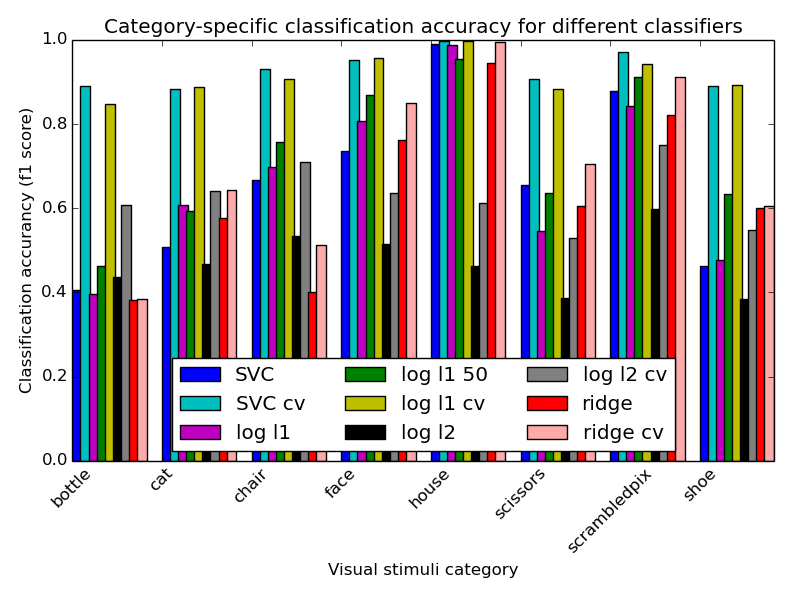 Category-specific classification accuracy for different classifiers
Classification accurancy (f1 score)
1.0
0.8
0.6
0.4
0.2
0.0
SVC
SVC cv
log l1
log l1 50
log l1 cv
log l2
log l2 cv
ridge
ridge cv
bottle
cat
chair
face
house
scissors
scrambledpix
shoe
Visual stimuli category